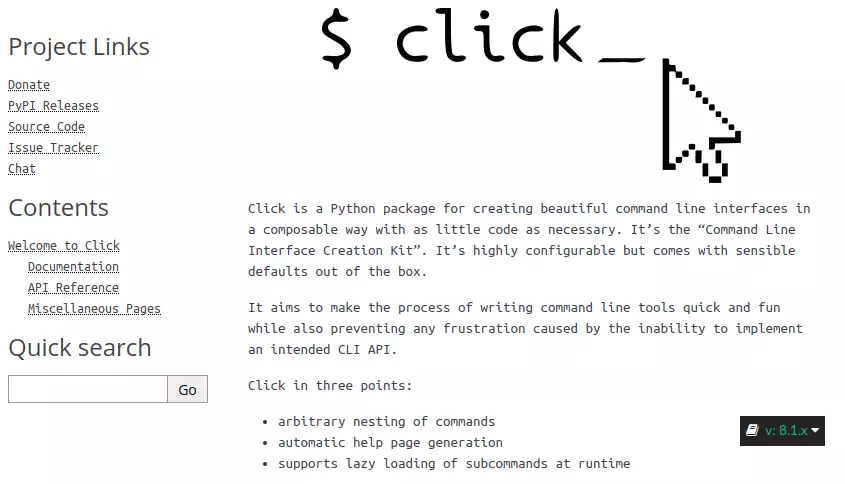 $ click_
Project Links
Donate
PyPI Releases
Source Code
Issue Tracker
Chat
Contents
Welcome to Click
Documentation
API Reference
Miscellaneous Pages
Quick search
Go
Click is a Python package for creating beautiful command line interfaces in
a composable way with as little code as necessary. It’s the “Command Line
Interface Creation Kit”. It’s highly configurable but comes with sensible
defaults out of the box.
It aims to make the process of writing command line tools quick and fun
while also preventing any frustration caused by the inability to implement
an intended CLI API.
Click in three points:
• arbitrary nesting of commands
• automatic help page generation
• supports lazy loading of subcommands at runtime
v: 8.1.x